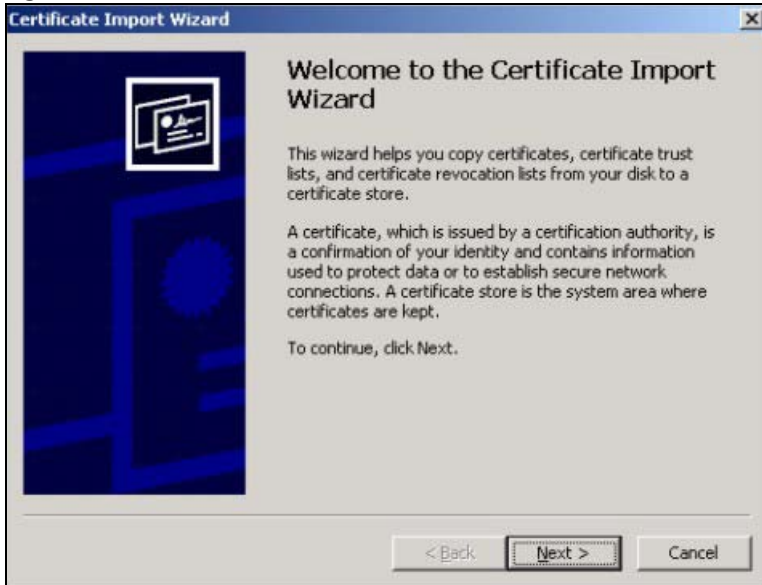 Certificate Import Wizard
Welcome to the Certificate Import
Wizard
This wizard helps you copy certificates, certificate trust
lists, and certificate revocation lists from your disk to a
certificate store.
A certificate, which is issued by a certification authority, is
a confirmation of your identity and contains information
used to protect data or to establish secure network
connections. A certificate store is the system area where
certificates are kept.
To continue, click Next.
< Back Next > Cancel